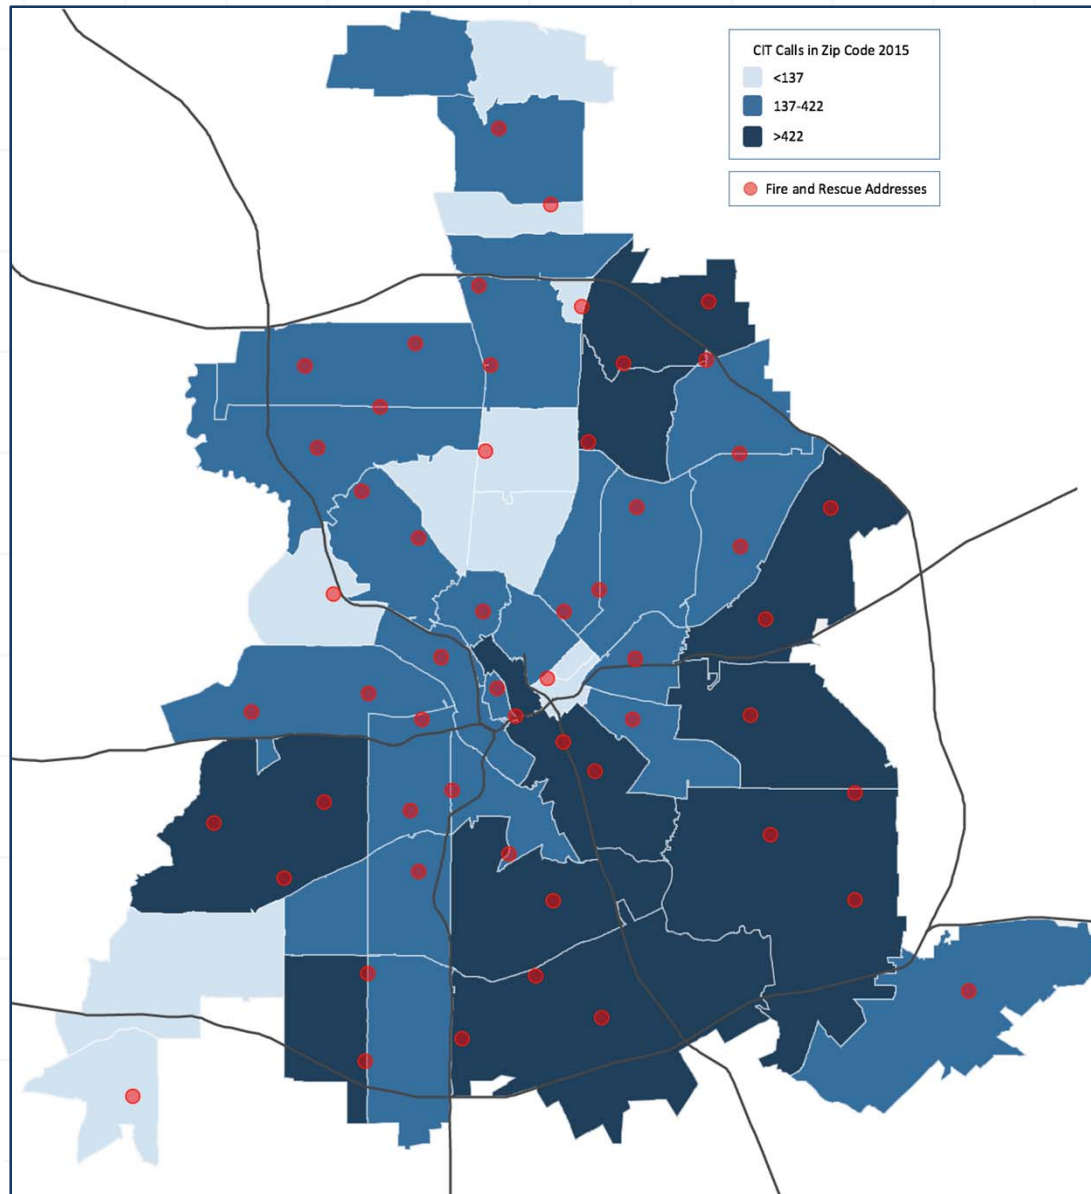 CIT Calls in Zip Code 2015
<137
137-422
>422
Fire and Rescue Addresses